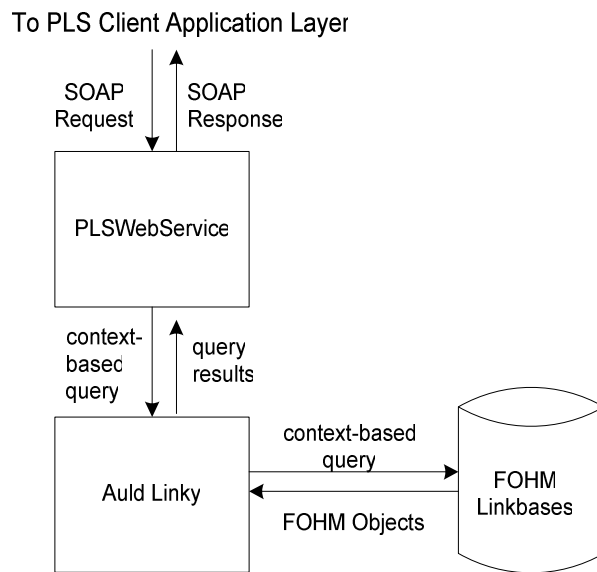 To PLS Client Application Layer
SOAP
Request
SOAP
Response
PLSWebService
context-
based
query
query
results
Auld Linky
context-based
query
FOHM Objects
FOHM
Linkbases